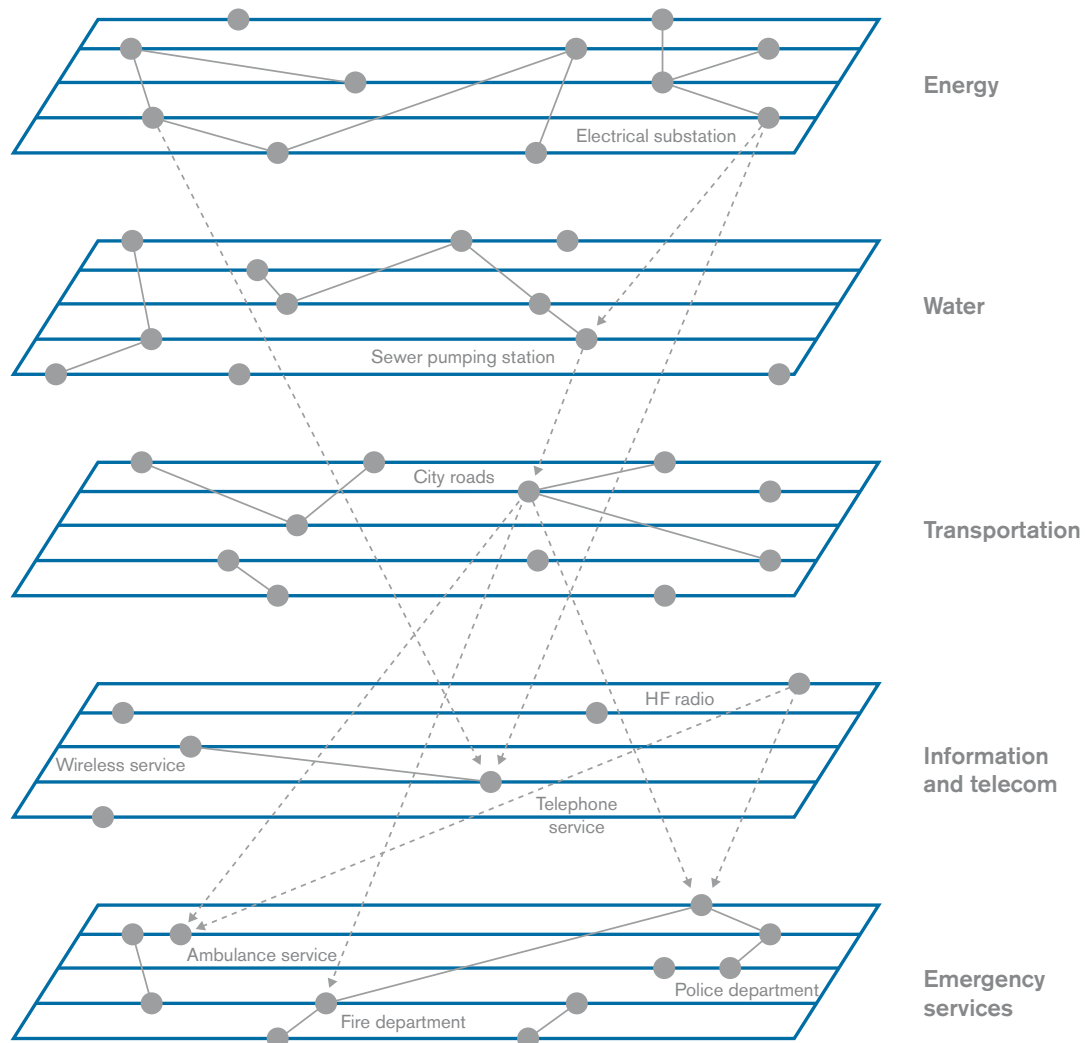 Energy
Electrical substation
Water
Sewer pumping station
City roads
Transportation
HF radio
Wireless service
Information
and telecom
Telephone
service
Ambulance service
Police department
Emergency
services
Fire department